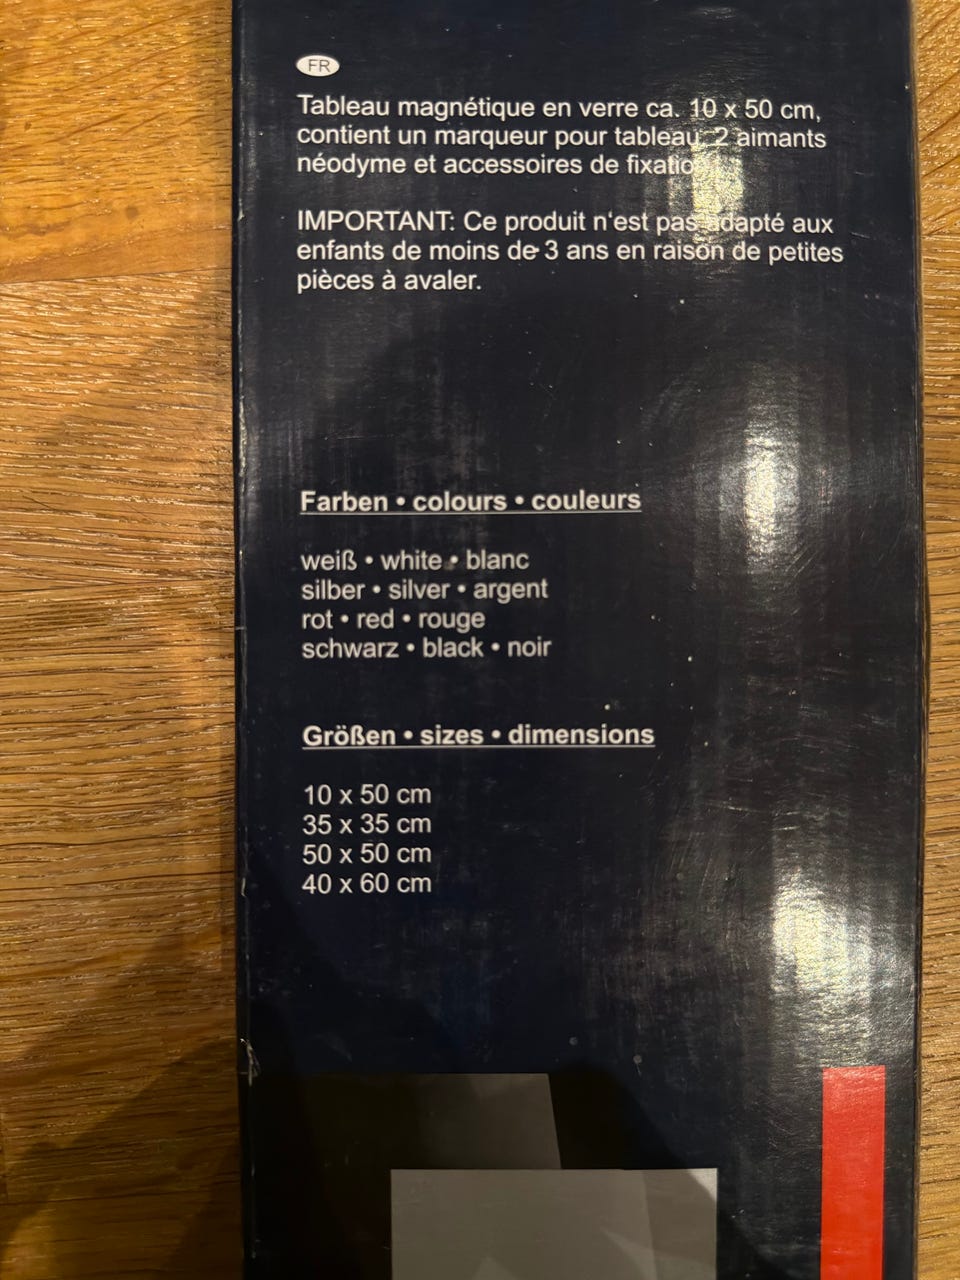 FR
Tableau magnétique en verre ca. 10 x 50 cm,
contient un marqueur pour tableau, 2 aimants
néodyme et accessoires de fixation.
IMPORTANT: Ce produit n‘est pas adapté aux
enfants de moins de 3 ans en raison de petites
pièces à avaler.
Farben • colours • couleurs
weiß • white • blanc
silber • silver • argent
rot • red • rouge
schwarz • black • noir
Größen • sizes • dimensions
10 x 50 cm
35 x 35 cm
50 x 50 cm
40 x 60 cm